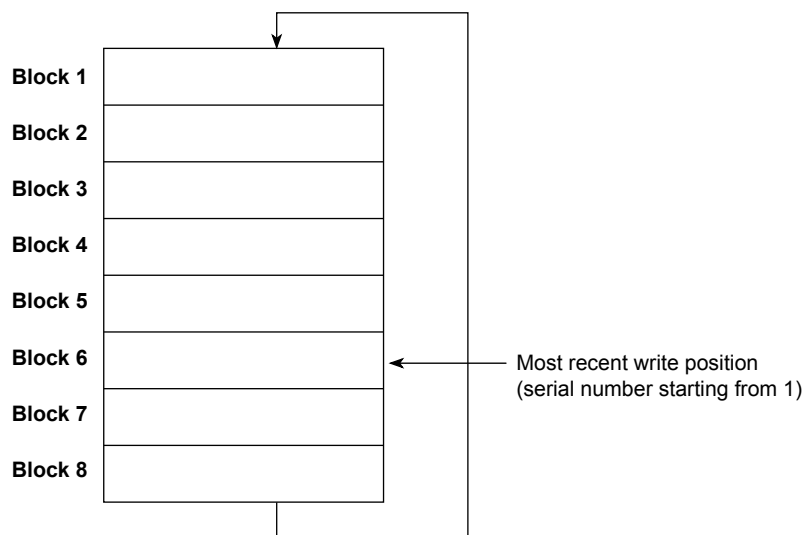 Block 1
Block 2
Block 3
Block 4
Block 5
Block 6
Most recent write position
(serial number starting from 1)
Block 7
Block 8